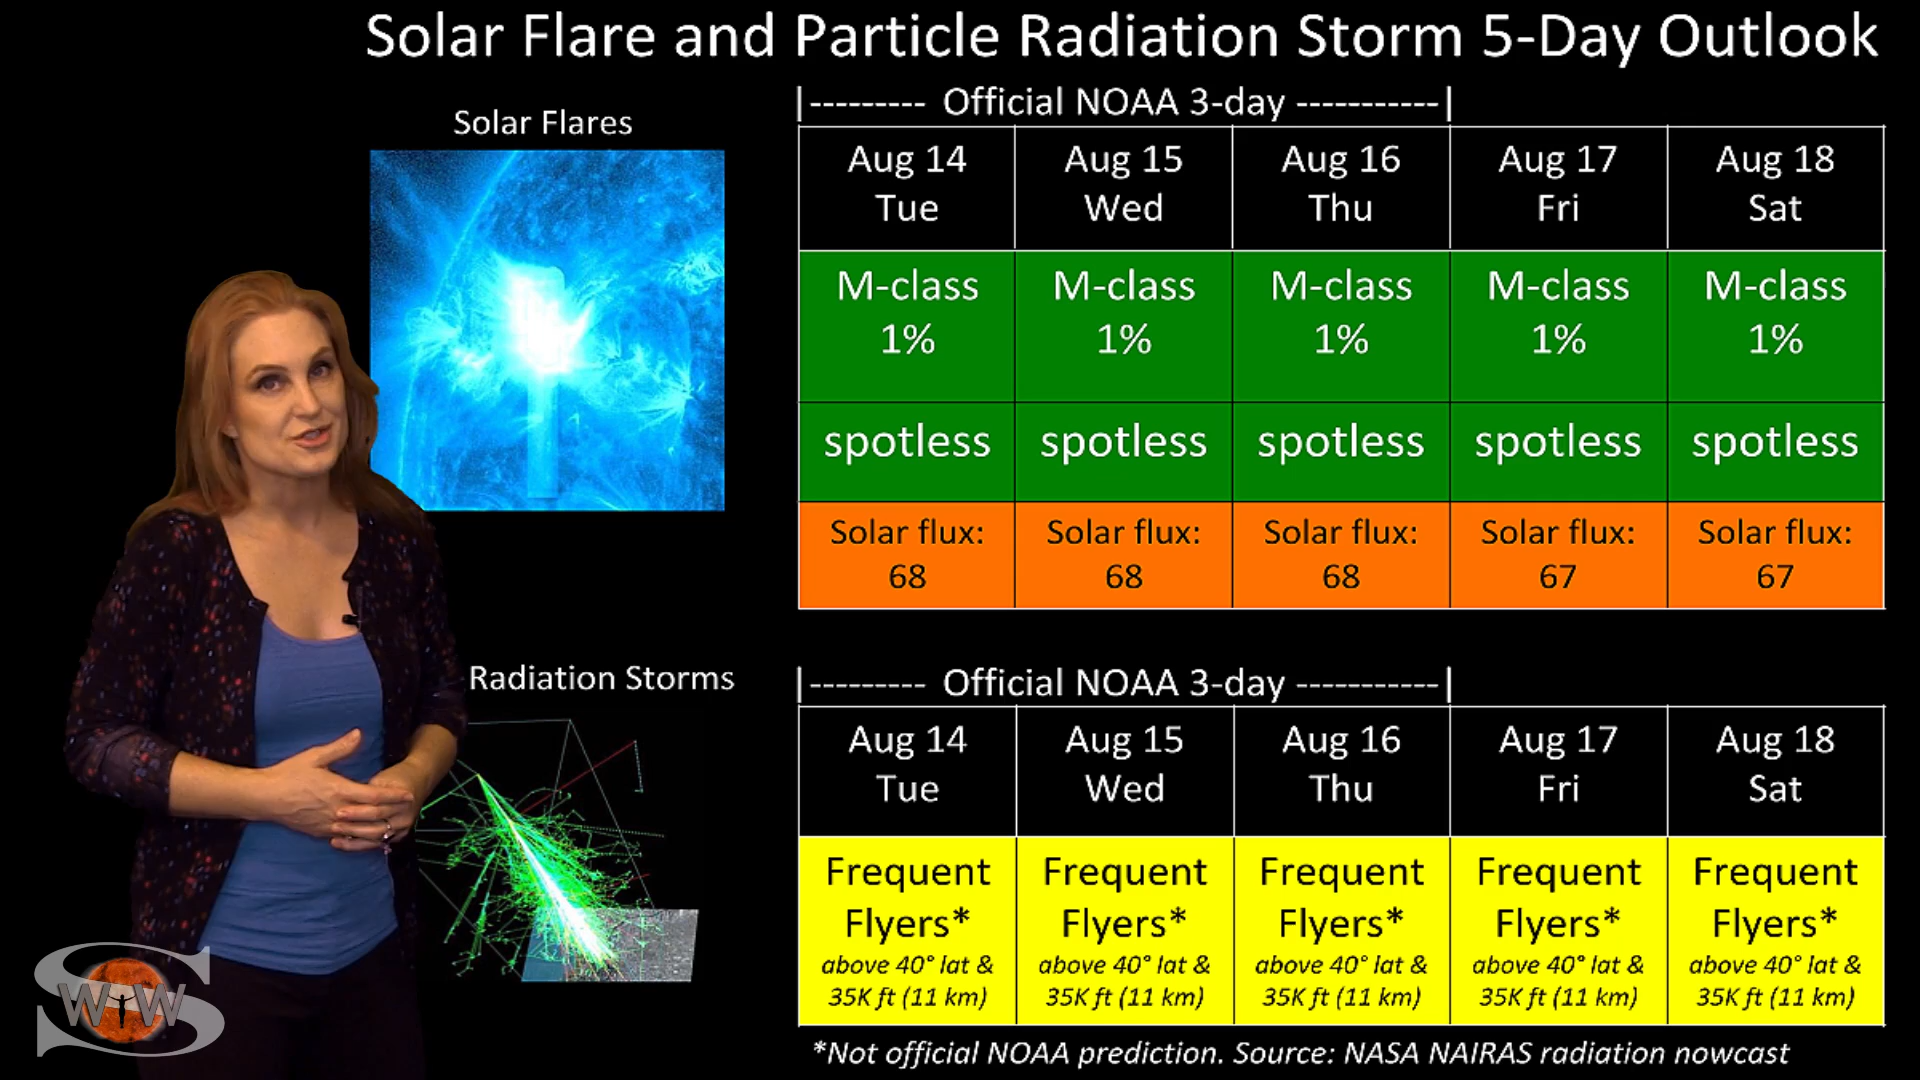 Solar Flare and Particle Radiation Storm 5-Day Outlook
Solar Flares
|--------- Official NOAA 3-day -----------|
Aug 14 Aug 15 Aug 16 Aug 17 Aug 18
Tue Wed Thu Fri Sat
M-class M-class M-class M-class M-class
1% 1% 1% 1% 1%
spotless spotless spotless spotless spotless
Solar flux: Solar flux: Solar flux: Solar flux: Solar flux:
68 68 68 67 67
Radiation Storms
|--------- Official NOAA 3-day -----------|
Aug 14 Aug 15 Aug 16 Aug 17 Aug 18
Tue Wed Thu Fri Sat
Frequent Frequent Frequent Frequent Frequent
Flyers* Flyers* Flyers* Flyers* Flyers*
above 40° lat & above 40° lat & above 40° lat & above 40° lat & above 40° lat &
35K ft (11 km) 35K ft (11 km) 35K ft (11 km) 35K ft (11 km) 35K ft (11 km)
*Not official NOAA prediction. Source: NASA NAIRAS radiation nowcast
S
WTW